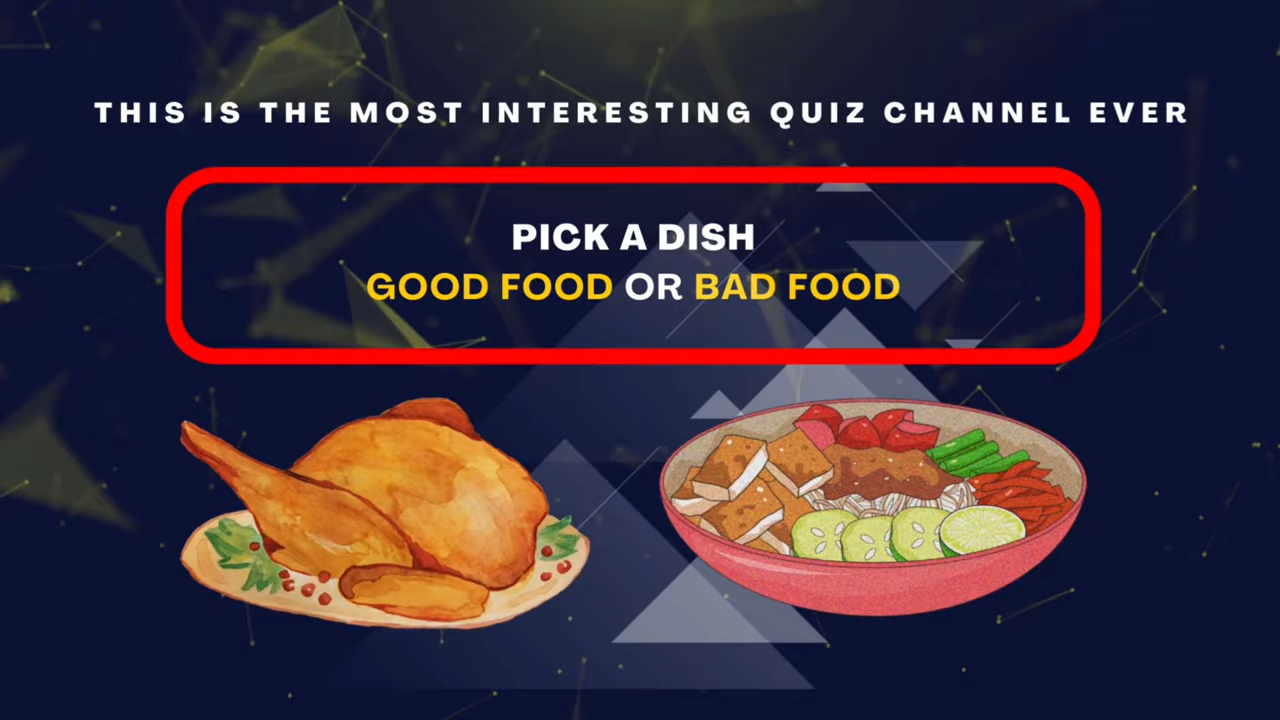 THIS IS THE MOST INTERESTING QUIZ CHANNEL EVER
PICK A DISH
GOOD FOOD OR BAD FOOD